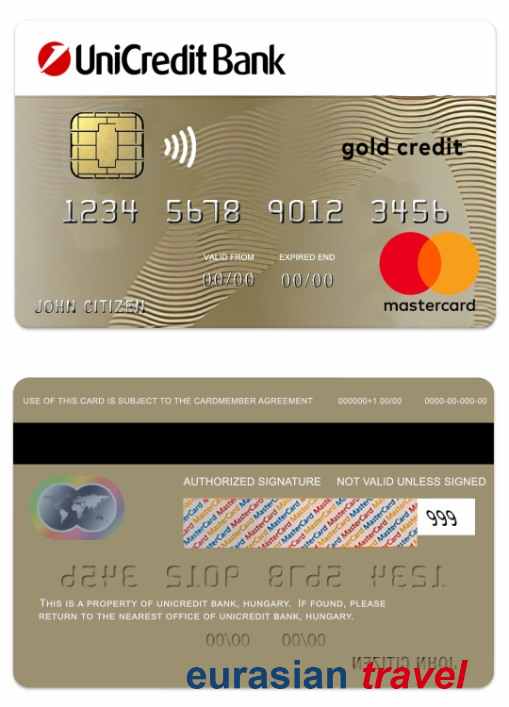 UniCredit Bank
gold credit
1234 5678 9012 3456
VALID FROM EXPIRED END
00/00 00/00
JOHN CITIZEN
mastercard
USE OF THIS CARD IS SUBJECT TO THE CARDMEMBER AGREEMENT 000000+1 00/00 0000-00-000-00
AUTHORIZED SIGNATURE NOT VALID UNLESS SIGNED
MasterCard MasterCard MasterCard
999
THIS IS A PROPERTY OF UNICREDIT BANK, HUNGARY. IF FOUND, PLEASE
RETURN TO THE NEAREST OFFICE OF UNICREDIT BANK, HUNGARY.
00/00 00/00
JOHN CITIZEN
eurasian travel